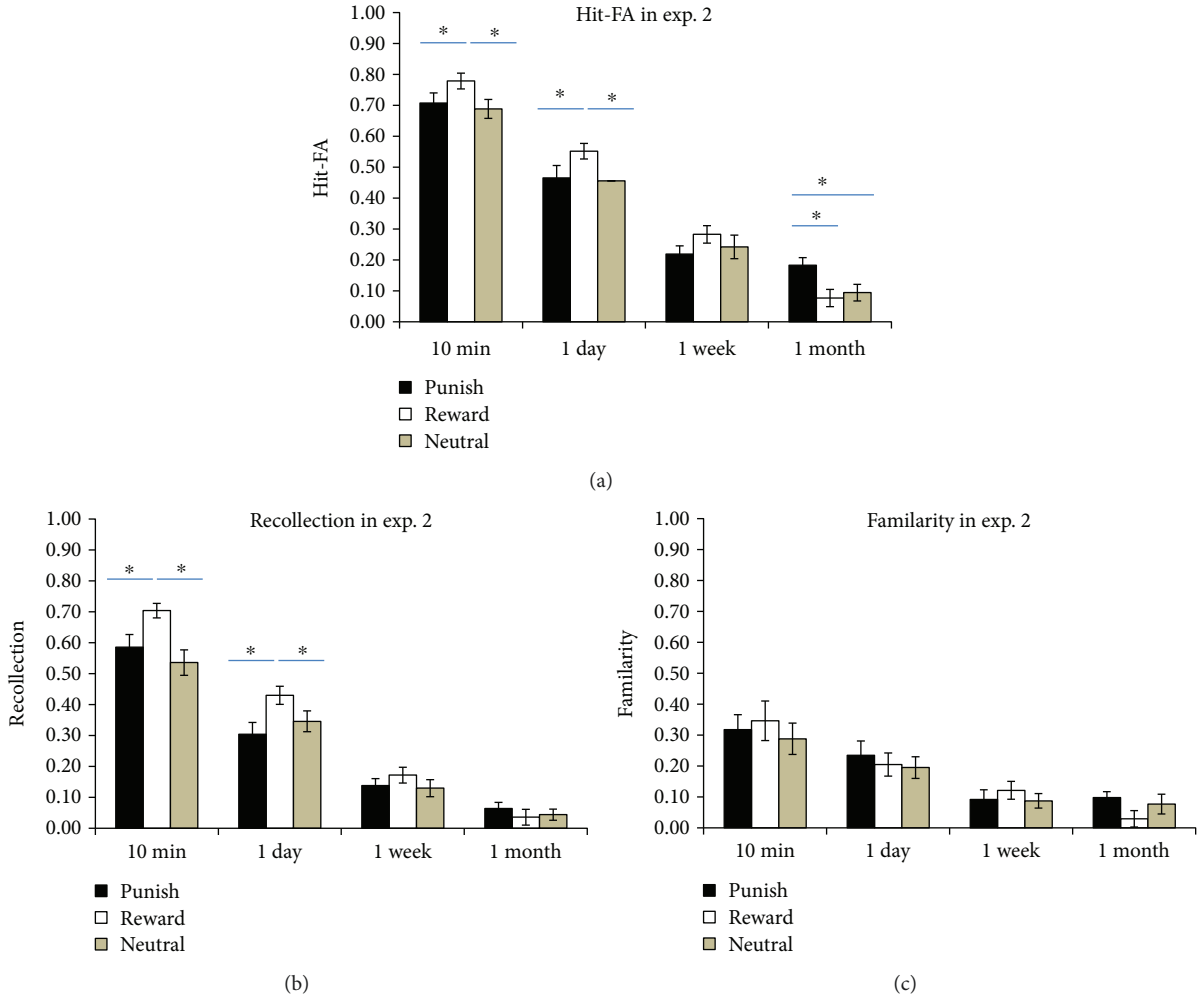 Hit-FA in exp. 2
Hit-FA
1.00
0.90
0.80
0.70
0.60
0.50
0.40
0.30
0.20
0.10
0.00
* *
* *
*
*
10 min 1 day 1 week 1 month
Punish
Reward
Neutral
(a)
Recollection in exp. 2
Recollection
1.00
0.90
0.80
0.70
0.60
0.50
0.40
0.30
0.20
0.10
0.00
* *
* *
10 min 1 day 1 week 1 month
Punish
Reward
Neutral
(b)
Familarity in exp. 2
Familarity
1.00
0.90
0.80
0.70
0.60
0.50
0.40
0.30
0.20
0.10
0.00
10 min 1 day 1 week 1 month
Punish
Reward
Neutral
(c)